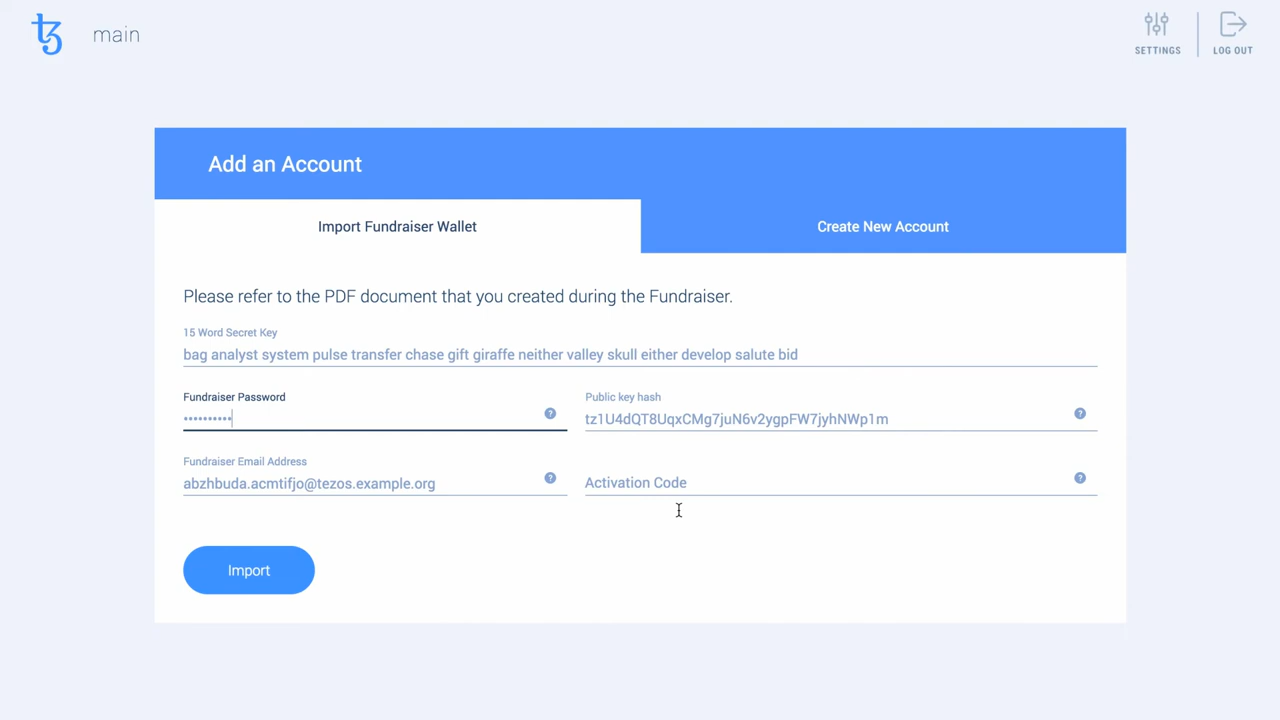 main
SETTINGS
LOG OUT
Add an Account
Import Fundraiser Wallet
Create New Account
Please refer to the PDF document that you created during the Fundraiser.
15 Word Secret Key
bag analyst system pulse transfer chase gift giraffe neither valley skull either develop salute bid
Fundraiser Password
••••••••••
?
Public key hash
tz1U4dQT8UqxCMg7juN6v2ygpFW7jyhNWp1m
?
Fundraiser Email Address
abzhbuda.acmtifjo@tezos.example.org
?
Activation Code
?
Import